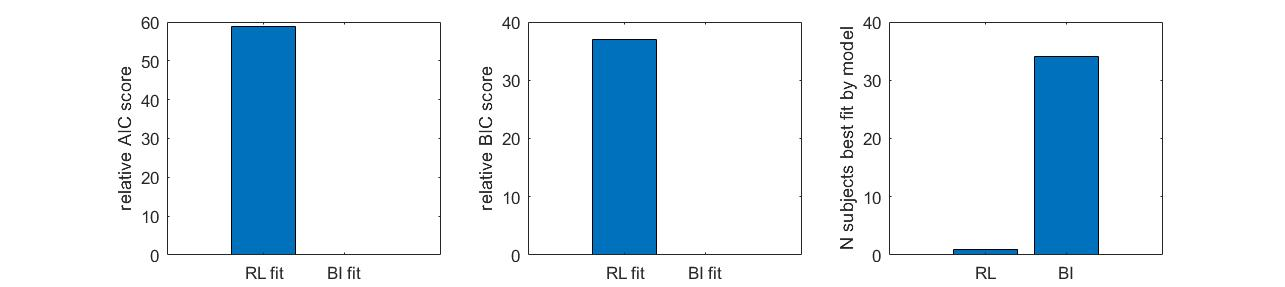 relative AIC score
60
50
40
30
20
10
0
RL fit
BI fit
relative BIC score
40
30
20
10
0
RL fit
BI fit
N subjects best fit by model
40
30
20
10
0
RL
BI